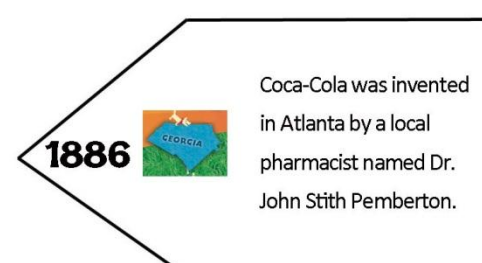 1886
GEORGIA
Coca-Cola was invented
in Atlanta by a local
pharmacist named Dr.
John Stith Pemberton.